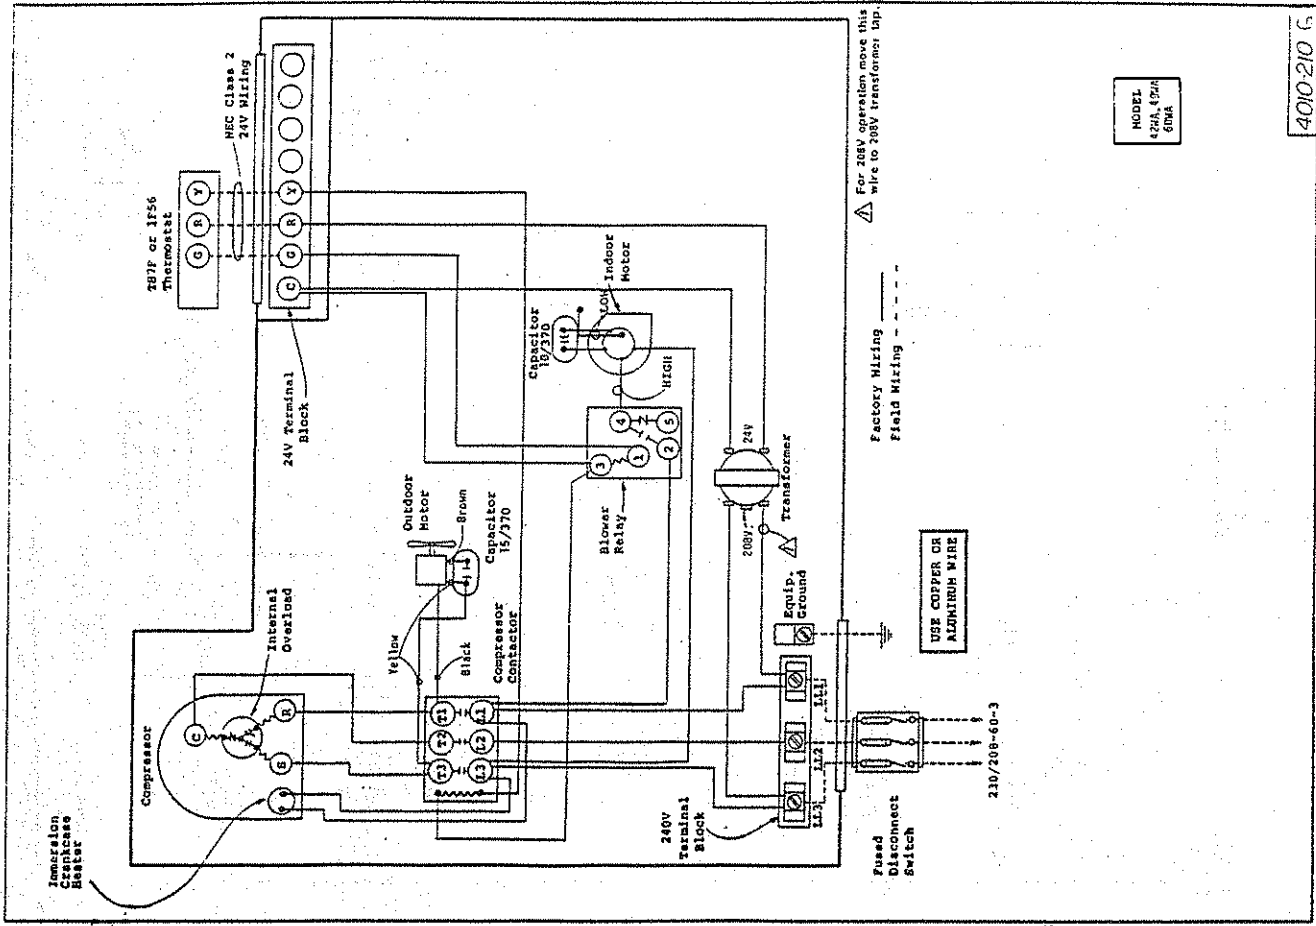 T87F or 1F56
Thermostat
NEC Class 2
24V Wiring
G
R
Y
C
G
R
Y
24V Terminal
Block
Compressor
Internal
Overload
C
R
S
Immersion
Crankcase
Heater
Outdoor
Motor
Brown
Capacitor
15/370
Yellow
Black
Compressor
Contactor
T1
T2
T3
L1
L2
L3
Capacitor
10/370
LOW
Indoor
Motor
HIGH
Blower
Relay
3
1
4
2
5
24V
208V
Transformer
Equip.
Ground
240V
Terminal
Block
LL1
LL2
LL3
Fused
Disconnect
Switch
230/208-60-3
USE COPPER OR
ALUMINUM WIRE
Factory Wiring
Field Wiring
For 208V operation move this
wire to 208V transformer tap.
MODEL
42WA, 49WA
60WA
4010-210 G